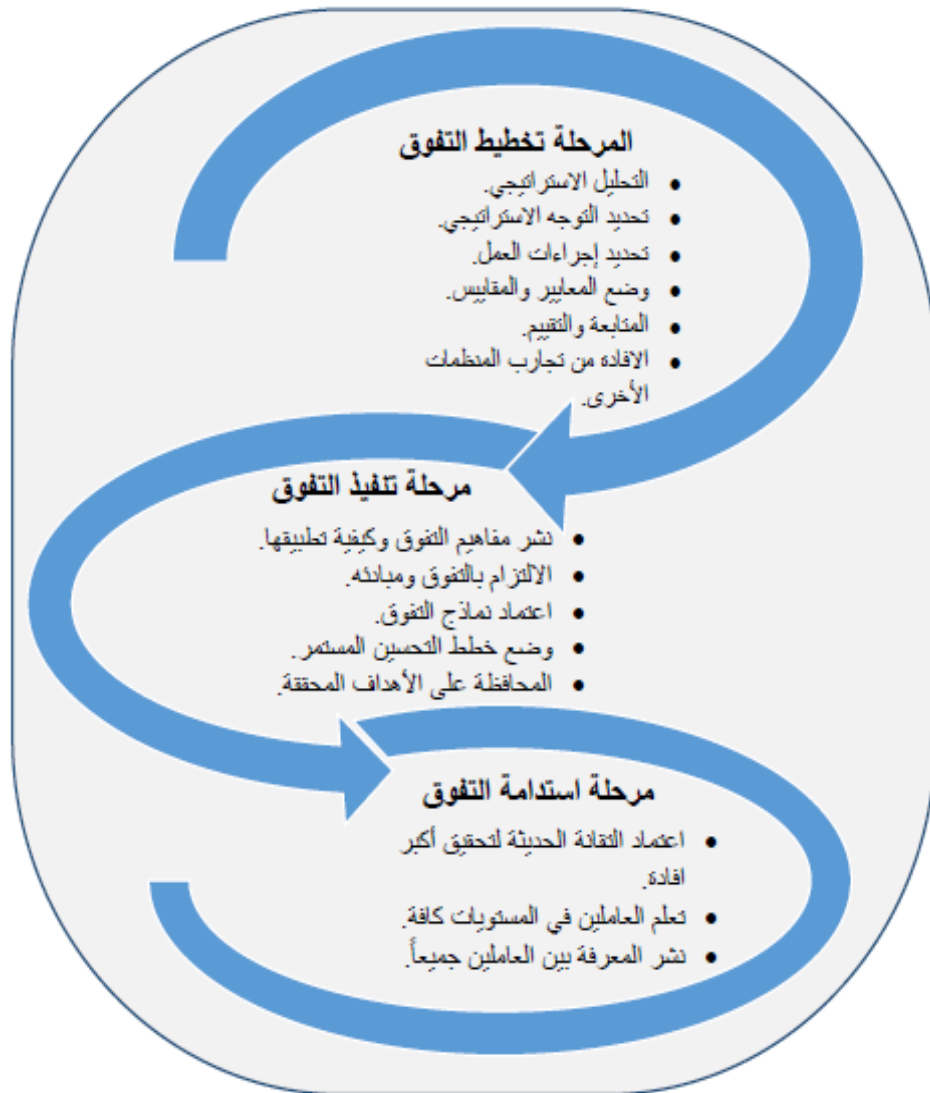 المرحلة تخطيط التفوق
• التحليل الاستراتيجي.
• تحديد التوجه الاستراتيجي.
• تحديد إجراءات العمل.
• وضع المعايير والمقاييس.
• المتابعة والتقييم.
• الافاده من تجارب المنظمات
الأخرى.
مرحلة تنفيذ التفوق
• نشر مفاهيم التفوق وكيفية تطبيقها.
• الالتزام بالتفوق ومبادئه.
• اعتماد نماذج التفوق.
• وضع خطط التحسين المستمر.
• المحافظة على الأهداف المحققة.
مرحلة استدامة التفوق
• اعتماد التقانة الحديثة لتحقيق أكبر
افادة.
• تعلم العاملين في المستويات كافة.
• نشر المعرفة بين العاملين جميعاً.